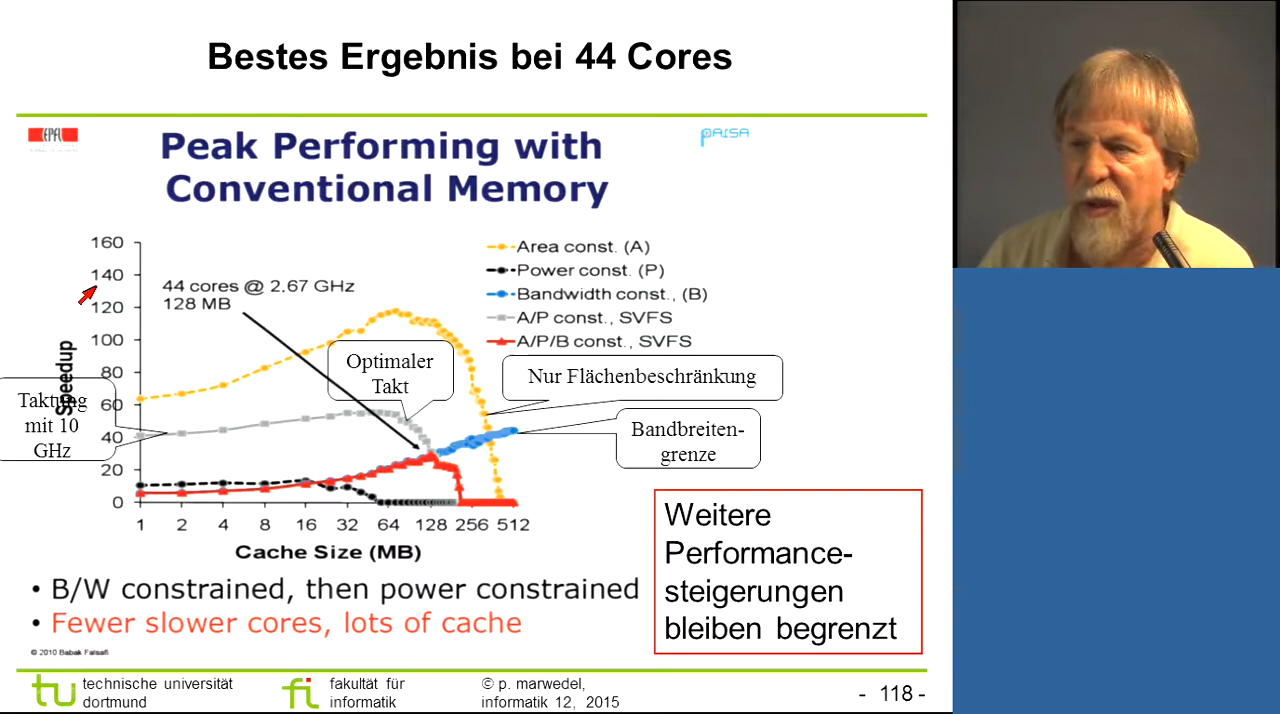 Bestes Ergebnis bei 44 Cores
EPFL
PARSA
Peak Performing with
Conventional Memory
160
140
120
100
80
60
40
20
0
Speedup
44 cores @ 2.67 GHz
128 MB
Area const. (A)
Power const. (P)
Bandwidth const., (B)
A/P const., SVFS
A/P/B const., SVFS
Optimaler
Takt
Nur Flächenbeschränkung
Taktung
mit 10
GHz
Bandbreiten-
grenze
1 2 4 8 16 32 64 128 256 512
Cache Size (MB)
Weitere
Performance-
steigerungen
bleiben begrenzt
• B/W constrained, then power constrained
• Fewer slower cores, lots of cache
© 2010 Babak Falsafi
tu technische universität
dortmund
fi fakultät für
informatik
© p. marwedel,
informatik 12, 2015
- 118 -